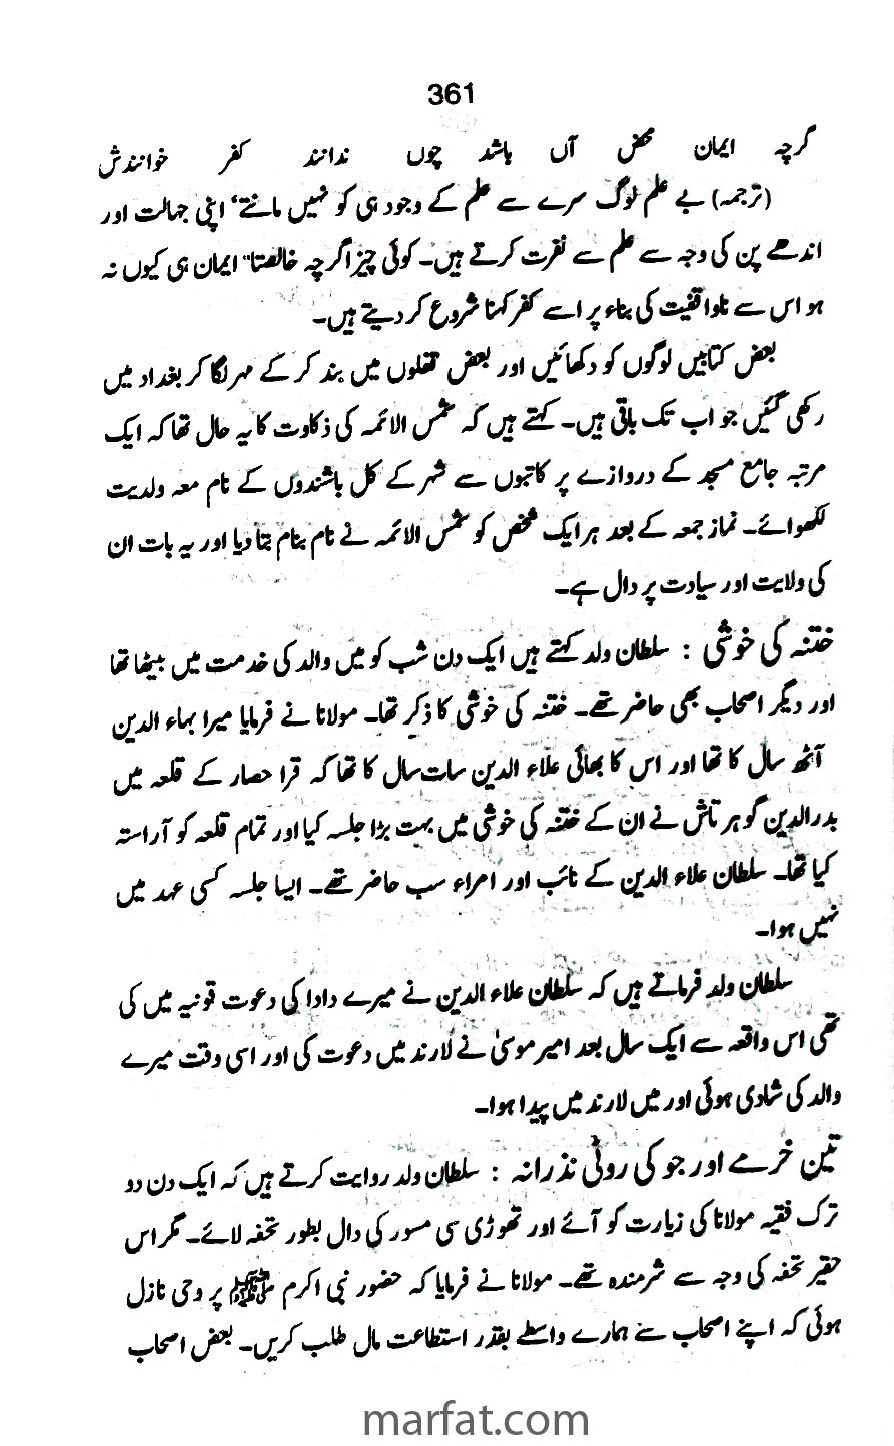 361
گرچہ ایمان محض آں باشد چوں ندانند کفر خوانندش
(ترجمہ) بے علم لوگ سرے سے علم کے وجود ہی کو نہیں مانتے‘ اپنی جہالت اور
اندھے پن کی وجہ سے علم سے نفرت کرتے ہیں۔ کوئی چیز اگرچہ خالصتا" ایمان ہی کیوں نہ
ہو اس سے ناواقفیت کی بناء پر اسے کفر کہنا شروع کر دیتے ہیں۔
بعض کتابیں لوگوں کو دکھائیں اور بعض قفلوں میں بند کر کے مہر لگا کر بغداد میں
رکھی گئیں جو اب تک باقی ہیں۔ کہتے ہیں کہ شمس الائمہ کی ذکاوت کا یہ حال تھا کہ ایک
مرتبہ جامع مسجد کے دروازے پر کاتبوں سے شہر کے کل باشندوں کے نام معہ ولدیت
لکھوائے۔ نماز جمعہ کے بعد ہر ایک شخص کو شمس الائمہ نے نام بنام بتا دیا اور یہ بات ان
کی ولایت اور سیادت پر دال ہے۔
ختنہ کی خوشی : سلطان ولد کہتے ہیں ایک دن شب کو میں والد کی خدمت میں بیٹھا تھا
اور دیگر اصحاب بھی حاضر تھے۔ ختنہ کی خوشی کا ذکر تھا۔ مولانا نے فرمایا میرا بہاء الدین
آٹھ سال کا تھا اور اس کا بھائی علاء الدین سات سال کا تھا کہ قرا حصار کے قلعہ میں
بدرالدین گوہر تاش نے ان کے ختنہ کی خوشی میں بہت بڑا جلسہ کیا اور تمام قلعہ کو آراستہ
کیا تھا۔ سلطان علاء الدین کے نائب اور امراء سب حاضر تھے۔ ایسا جلسہ کسی عہد میں
نہیں ہوا۔
سلطان ولد فرماتے ہیں کہ سلطان علاء الدین نے میرے دادا کی دعوت قونیہ میں کی
تھی اس واقعہ سے ایک سال بعد امیر موسیٰ نے لارند میں دعوت کی اور اسی وقت میرے
والد کی شادی ہوئی اور میں لارند میں پیدا ہوا۔
تین خرمے اور جو کی روٹی نذرانہ : سلطان ولد روایت کرتے ہیں کہ ایک دن دو
ترک فقیہ مولانا کی زیارت کو آئے اور تھوڑی سی مسور کی دال بطور تحفہ لائے۔ مگر اس
حقیر تحفہ کی وجہ سے شرمندہ تھے۔ مولانا نے فرمایا کہ حضور نبی اکرم ﷺ پر وحی نازل
ہوئی کہ اپنے اصحاب سے ہمارے واسطے بقدر استطاعت مال طلب کریں۔ بعض اصحاب
marfat.com